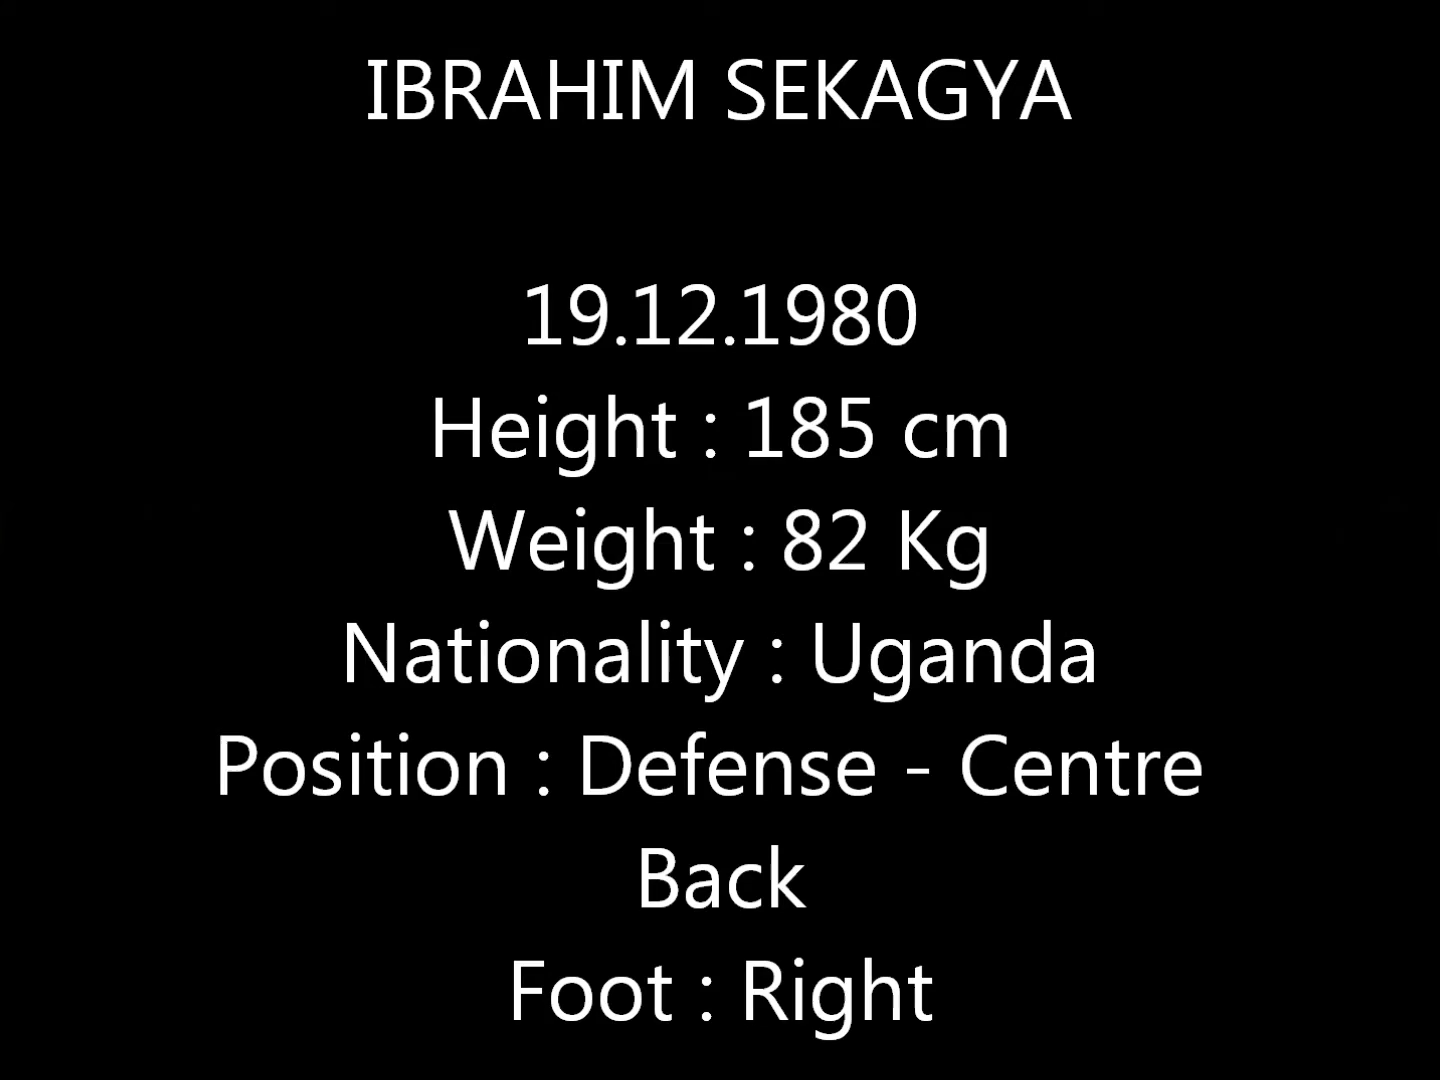 IBRAHIM SEKAGYA
19.12.1980
Height : 185 cm
Weight : 82 Kg
Nationality : Uganda
Position : Defense - Centre
Back
Foot : Right